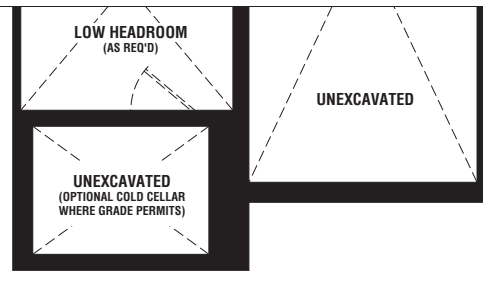 LOW HEADROOM
(AS REQ'D)
UNEXCAVATED
UNEXCAVATED
(OPTIONAL COLD CELLAR
WHERE GRADE PERMITS)